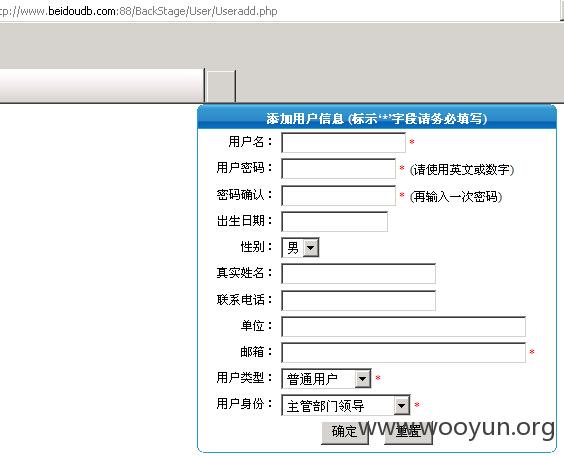 tp://www.beidoudb.com:88/BackStage/User/Useradd.php
添加用户信息 (标示‘*’字段请务必填写)
用户名： *
用户密码： * (请使用英文或数字)
密码确认： * (再输入一次密码)
出生日期：
性别： 男
真实姓名：
联系电话：
单位：
邮箱： *
用户类型： 普通用户 *
用户身份： 主管部门领导 *
确定 重置
www.wooyun.org